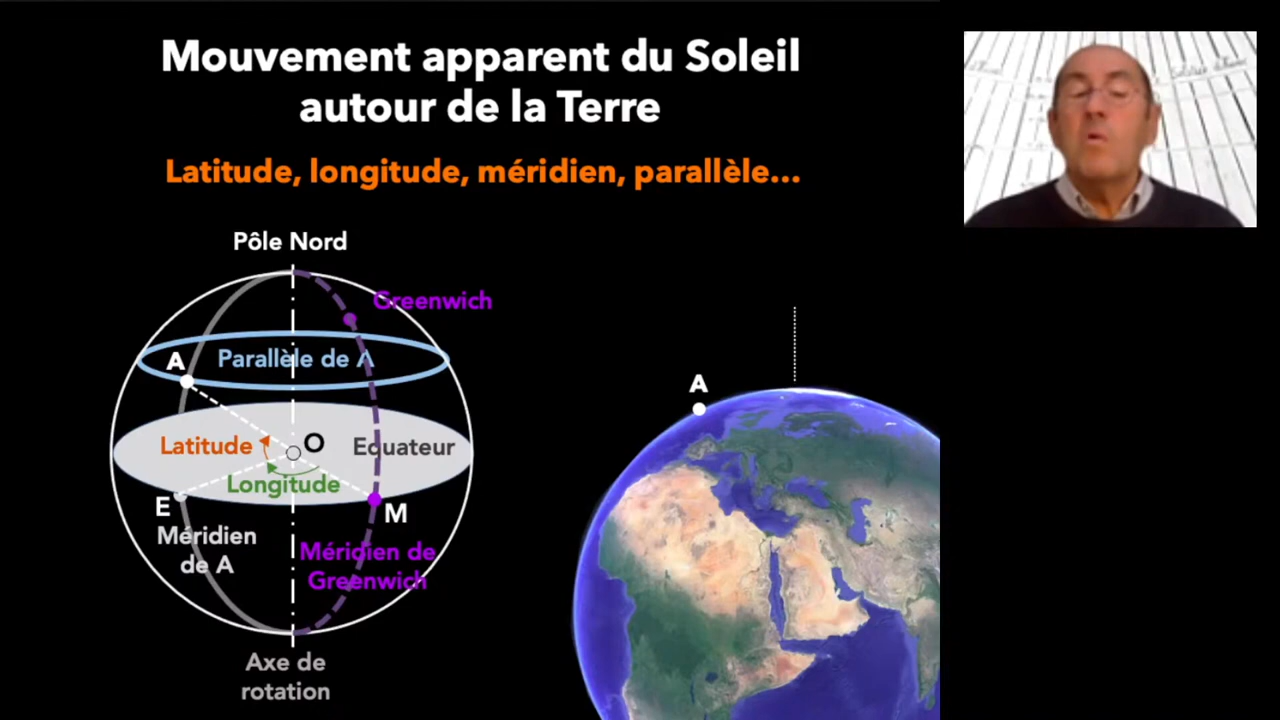 Mouvement apparent du Soleil
autour de la Terre
Latitude, longitude, méridien, parallèle...
Pôle Nord
Greenwich
A
Parallèle de A
Latitude
O
Equateur
Longitude
E
M
Méridien
de A
Méridien de
Greenwich
Axe de
rotation
A